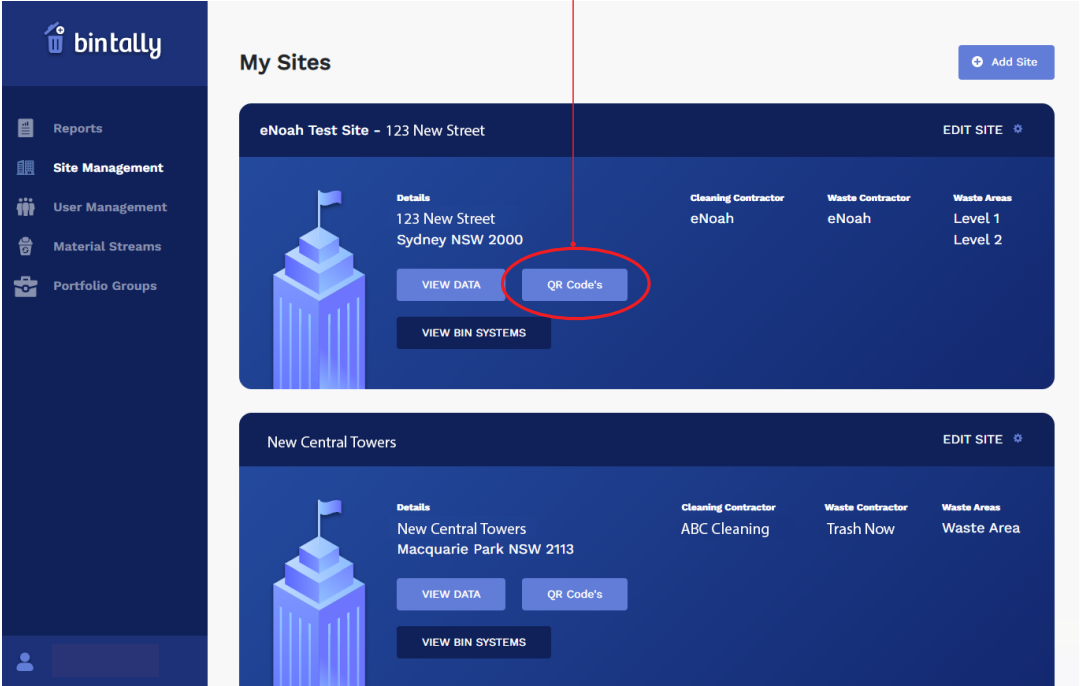 bintally
My Sites
Add Site
Reports
Site Management
User Management
Material Streams
Portfolio Groups
eNoah Test Site - 123 New Street
EDIT SITE
Details
123 New Street
Sydney NSW 2000
Cleaning Contractor
eNoah
Waste Contractor
eNoah
Waste Areas
Level 1
Level 2
VIEW DATA
QR Code's
VIEW BIN SYSTEMS
New Central Towers
EDIT SITE
Details
New Central Towers
Macquarie Park NSW 2113
Cleaning Contractor
ABC Cleaning
Waste Contractor
Trash Now
Waste Areas
Waste Area
VIEW DATA
QR Code's
VIEW BIN SYSTEMS